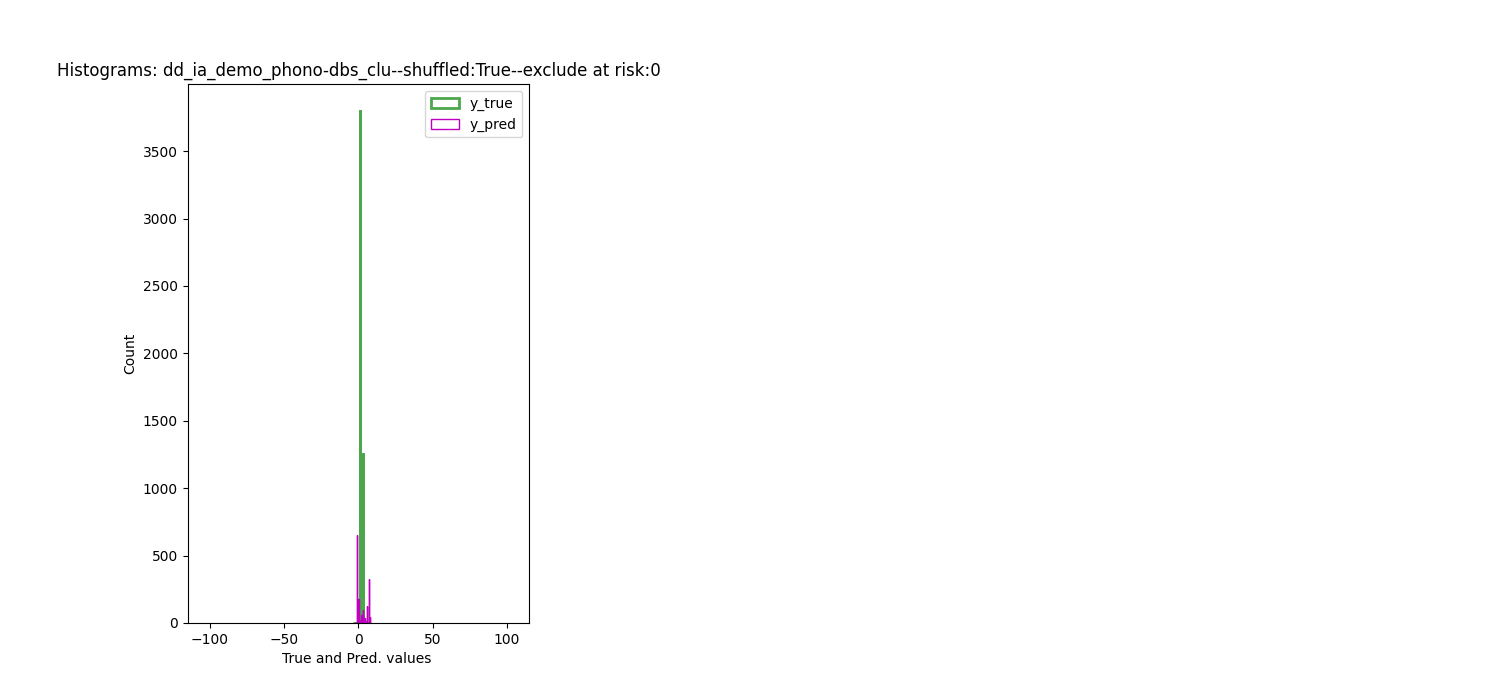 Histograms: dd_ia_demo_phono-dbs_clu--shuffled:True--exclude at risk:0
y_true
y_pred
3500
3000
2500
2000
1500
1000
500
0
Count
−100 −50 0 50 100
True and Pred. values